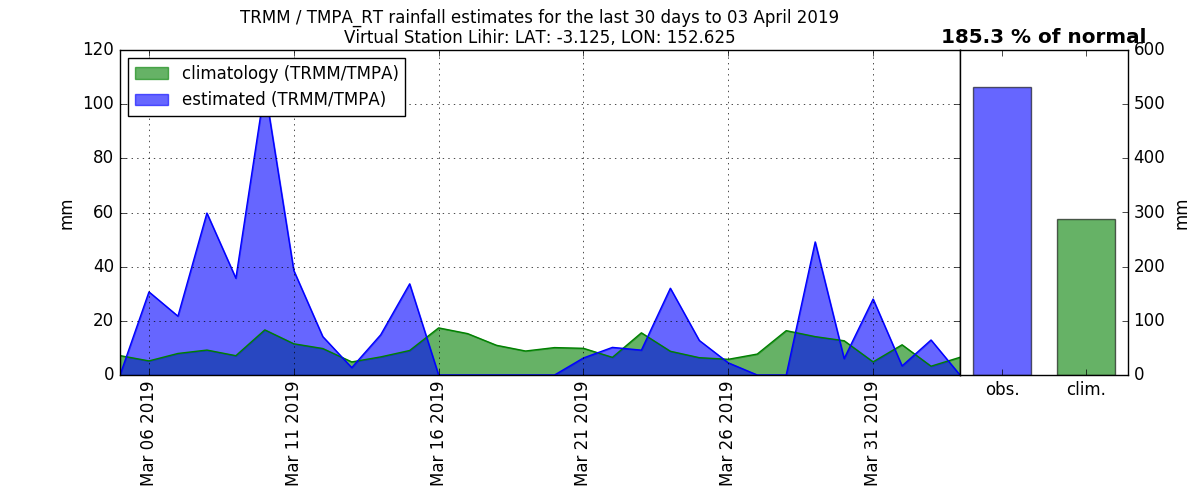 TRMM / TMPA_RT rainfall estimates for the last 30 days to 03 April 2019
Virtual Station Lihir: LAT: -3.125, LON: 152.625
185.3 % of normal
climatology (TRMM/TMPA)
estimated (TRMM/TMPA)
120
100
80
60
40
20
0
mm
Mar 06 2019
Mar 11 2019
Mar 16 2019
Mar 21 2019
Mar 26 2019
Mar 31 2019
600
500
400
300
200
100
0
mm
obs.
clim.